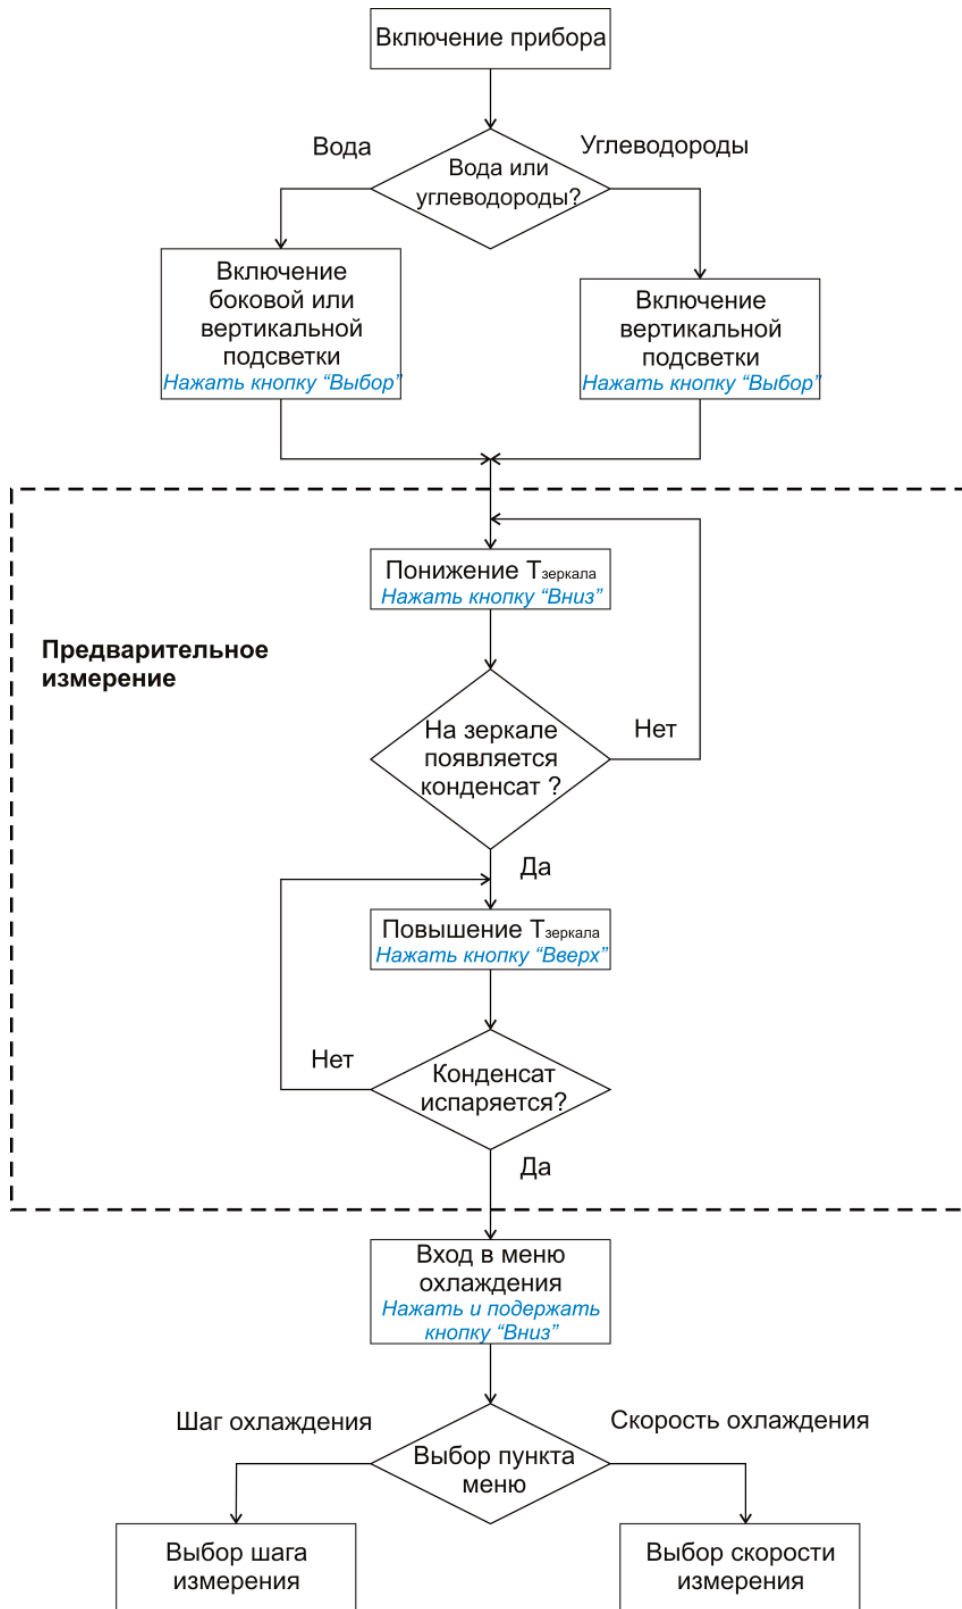 Включение прибора
Вода
Углеводороды
Вода или
углеводороды?
Включение
боковой или
вертикальной
подсветки
Нажать кнопку “Выбор”
Включение
вертикальной
подсветки
Нажать кнопку “Выбор”
Понижение Тзеркала
Нажать кнопку “Вниз”
Предварительное
измерение
На зеркале
появляется
конденсат ?
Нет
Да
Повышение Тзеркала
Нажать кнопку “Вверх”
Нет
Конденсат
испаряется?
Да
Вход в меню
охлаждения
Нажать и подержать
кнопку “Вниз”
Шаг охлаждения
Скорость охлаждения
Выбор пункта
меню
Выбор шага
измерения
Выбор скорости
измерения